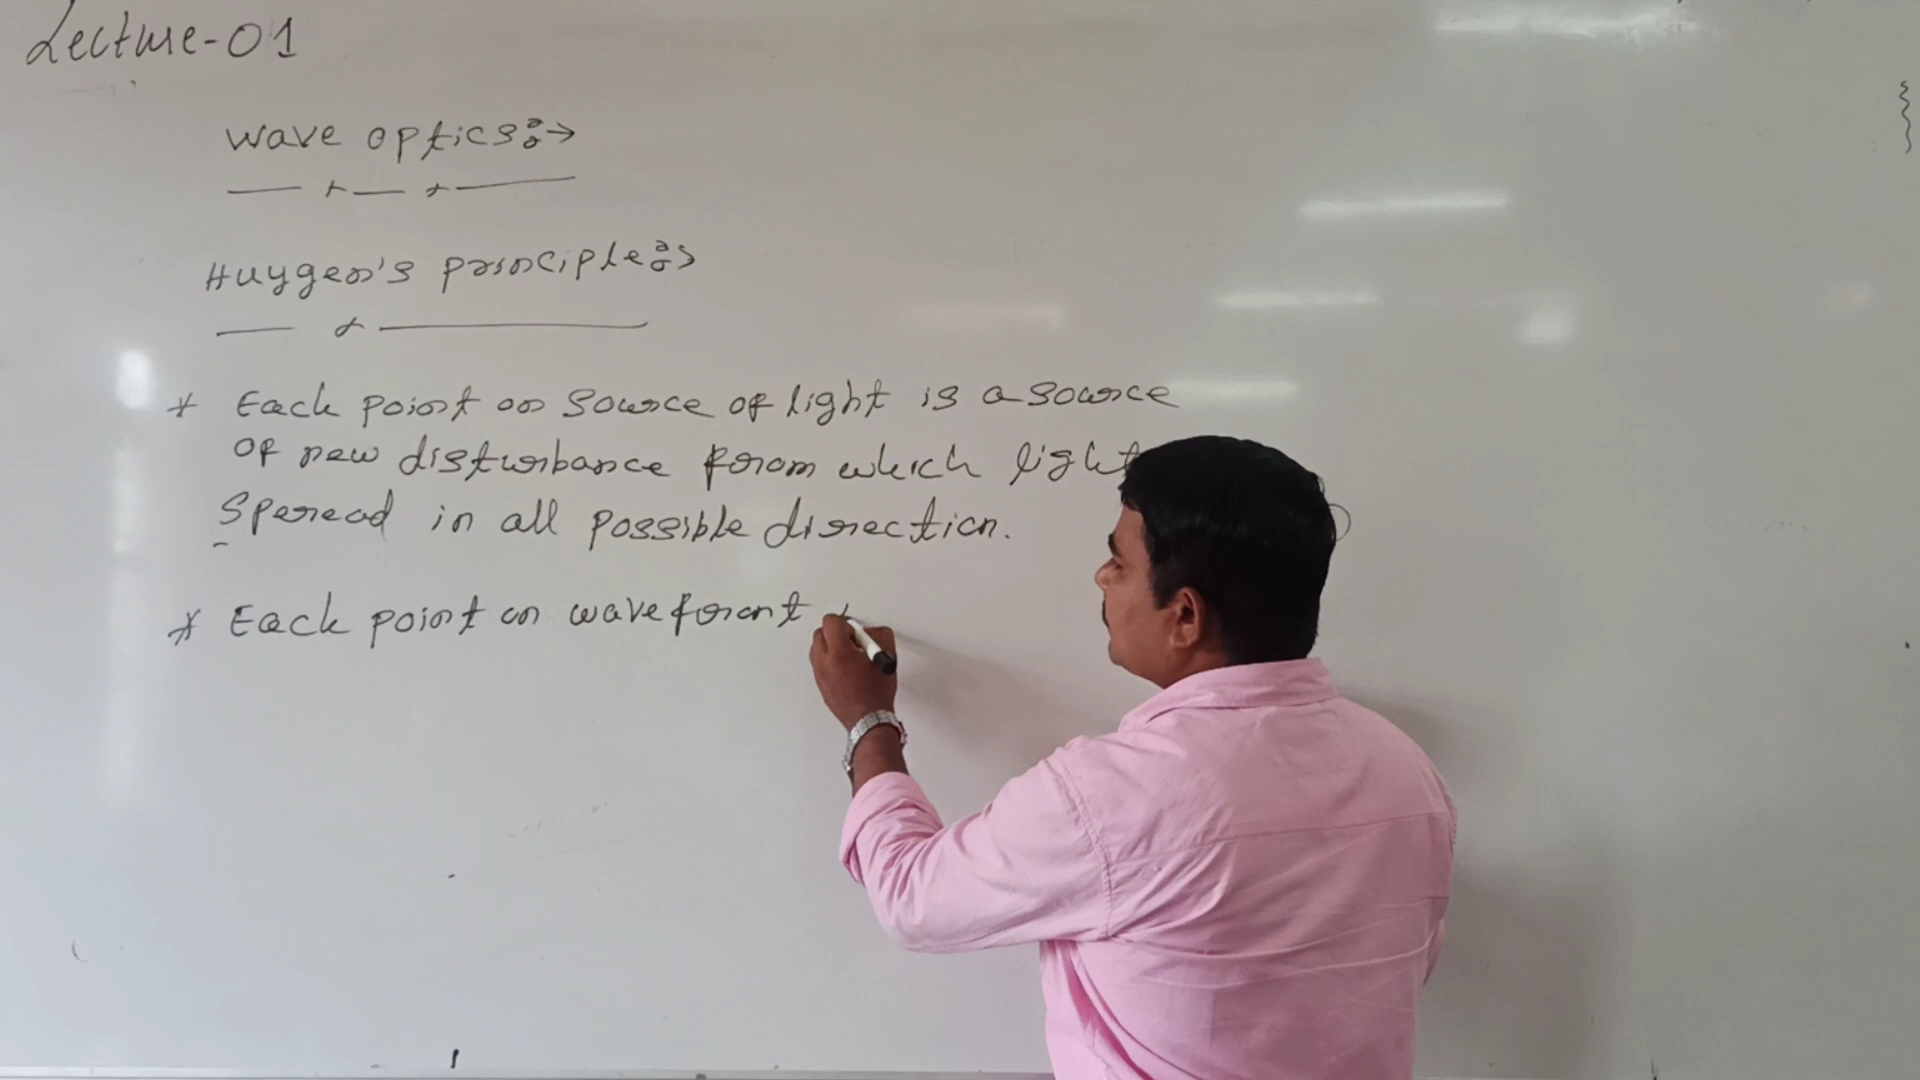 Lecture-01
Wave optics:→
Huygen's principle:→
* Each point on source of light is a source
of new disturbance from which light
spread in all possible direction.
* Each point on wavefront